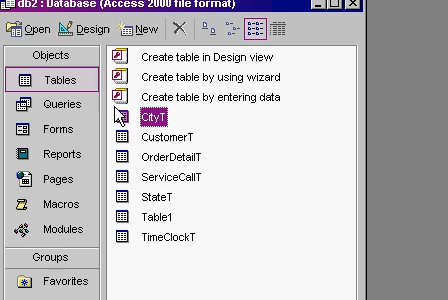 db2 : Database (Access 2000 file format)
Open Design New
Objects
Tables
Queries
Forms
Reports
Pages
Macros
Modules
Groups
Favorites
Create table in Design view
Create table by using wizard
Create table by entering data
CityT
CustomerT
OrderDetailT
ServiceCallT
StateT
Table1
TimeClockT